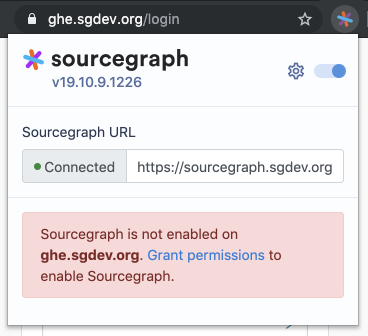 ghe.sgdev.org/login
sourcegraph
v19.10.9.1226
Sourcegraph URL
Connected https://sourcegraph.sgdev.org
Sourcegraph is not enabled on
ghe.sgdev.org. Grant permissions to
enable Sourcegraph.